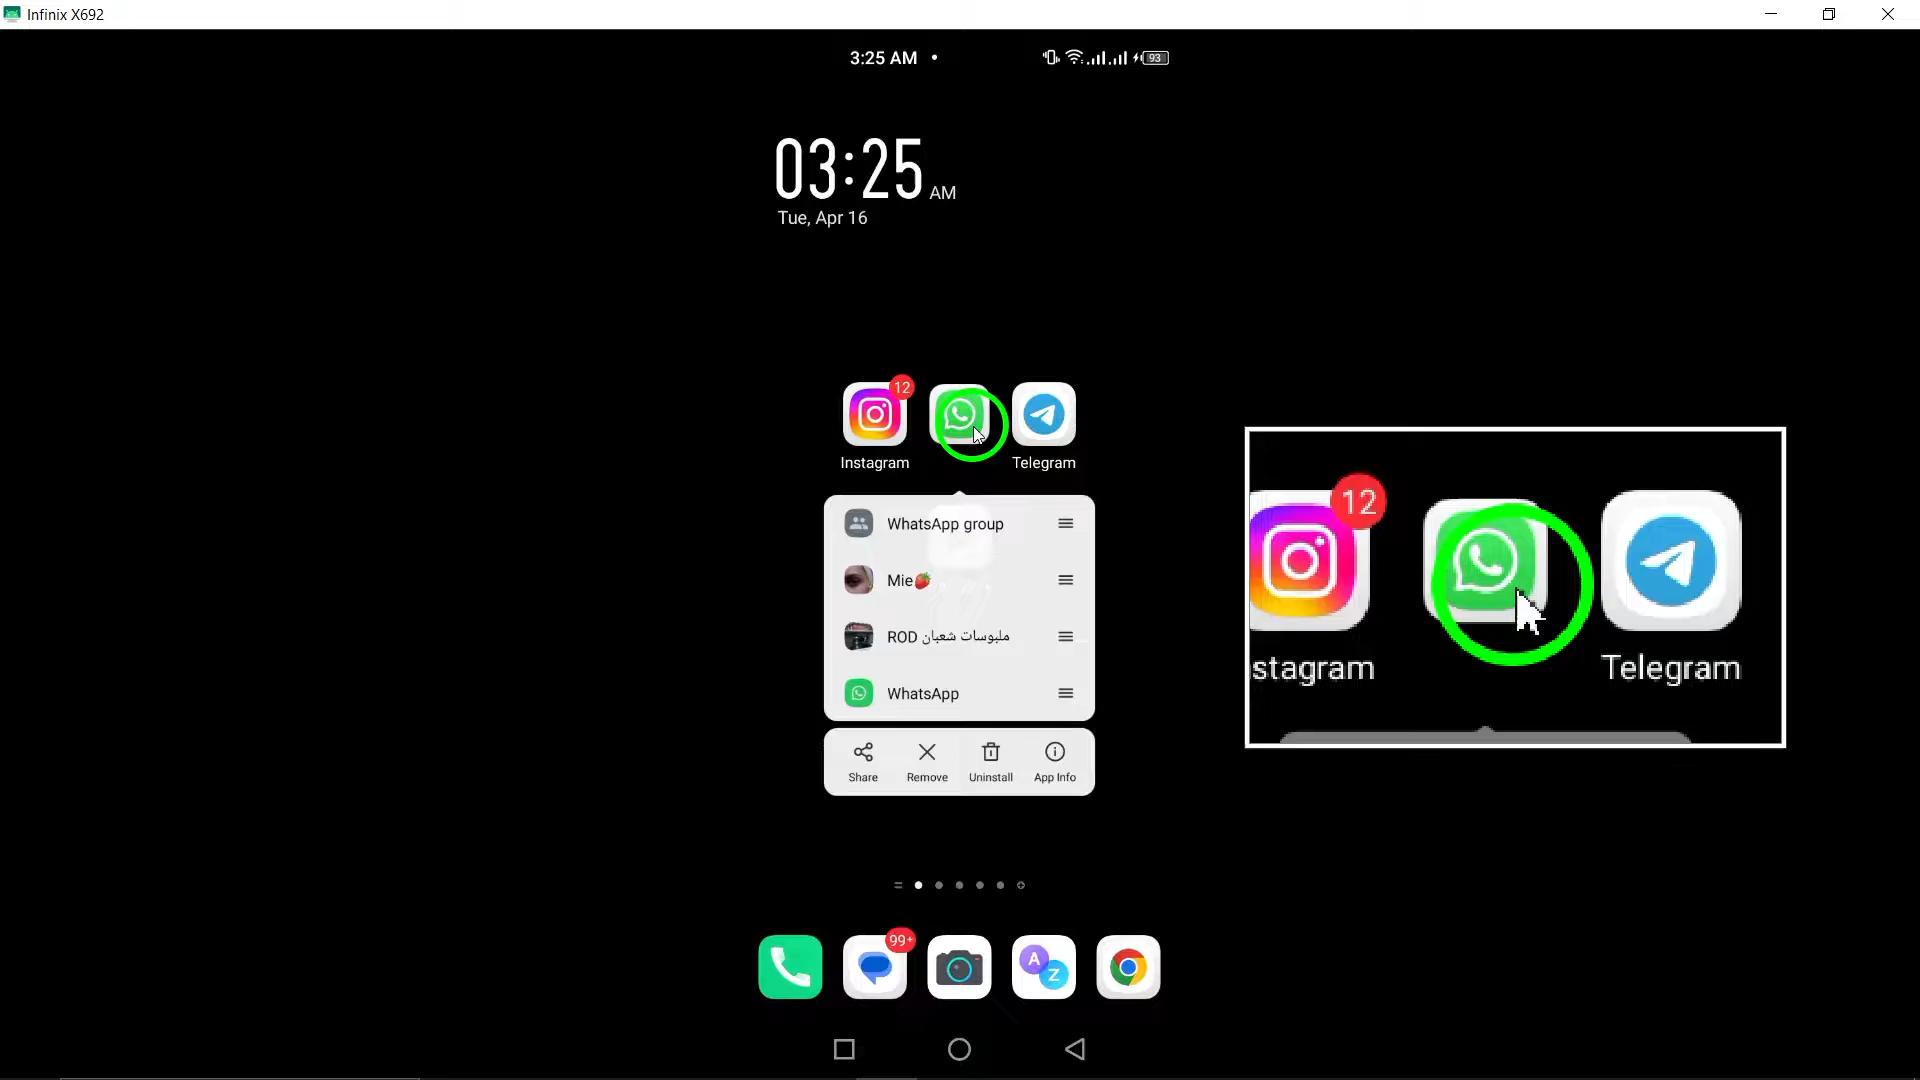 Infinix X692
3:25 AM
93
03:25 AM
Tue, Apr 16
12
Instagram
Telegram
WhatsApp group
Mie🍓
ROD ملبوسات شعبان
WhatsApp
Share
Remove
Uninstall
App Info
12
stagram
Telegram
99+
A
Z